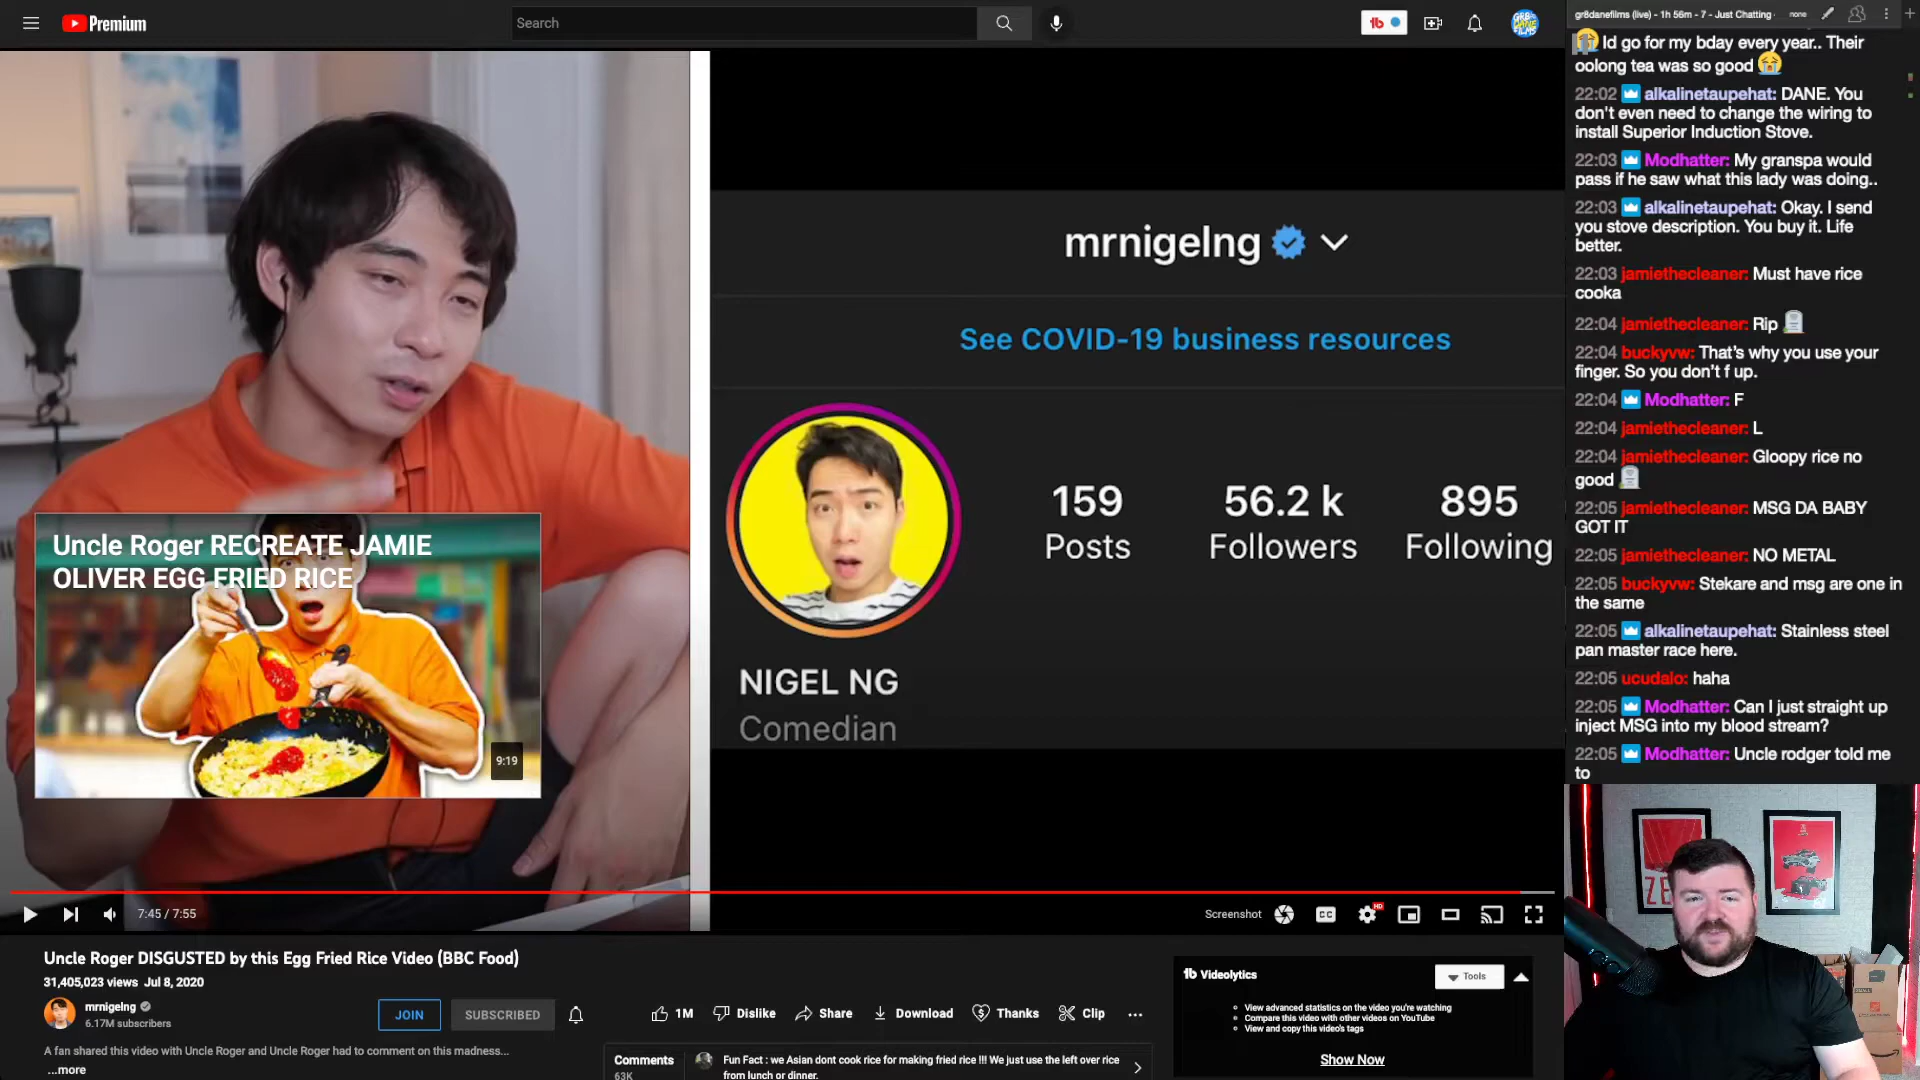 Premium
Search
gr8danefilms (live) - 1h 56m - 7 - Just Chatting
none
Id go for my bday every year.. Their
oolong tea was so good
22:02 alkalinetaupehat: DANE. You
don't even need to change the wiring to
install Superior Induction Stove.
22:03 Modhatter: My granspa would
pass if he saw what this lady was doing..
22:03 alkalinetaupehat: Okay. I send
you stove description. You buy it. Life
better.
22:03 jamiethecleaner: Must have rice
cooka
22:04 jamiethecleaner: Rip
22:04 buckyvw: That's why you use your
finger. So you don't f up.
22:04 Modhatter: F
22:04 jamiethecleaner: L
22:04 jamiethecleaner: Gloopy rice no
good
22:05 jamiethecleaner: MSG DA BABY
GOT IT
22:05 jamiethecleaner: NO METAL
22:05 buckyvw: Stekare and msg are one in
the same
22:05 alkalinetaupehat: Stainless steel
pan master race here.
22:05 ucudalo: haha
22:05 Modhatter: Can I just straight up
inject MSG into my blood stream?
22:05 Modhatter: Uncle rodger told me
to
mrnigelng
See COVID-19 business resources
159
Posts
56.2 k
Followers
895
Following
NIGEL NG
Comedian
Uncle Roger RECREATE JAMIE
OLIVER EGG FRIED RICE
9:19
7:45 / 7:55
Screenshot
CC
HD
Uncle Roger DISGUSTED by this Egg Fried Rice Video (BBC Food)
31,405,023 views Jul 8, 2020
mrnigelng
6.17M subscribers
JOIN
SUBSCRIBED
1M
Dislike
Share
Download
Thanks
Clip
A fan shared this video with Uncle Roger and Uncle Roger had to comment on this madness...
...more
Comments
63K
Fun Fact : we Asian dont cook rice for making fried rice !!! We just use the left over rice
from lunch or dinner.
Videolytics
Tools
View advanced statistics on the video you're watching
Compare this video with other videos on YouTube
View and copy this video's tags
Show Now